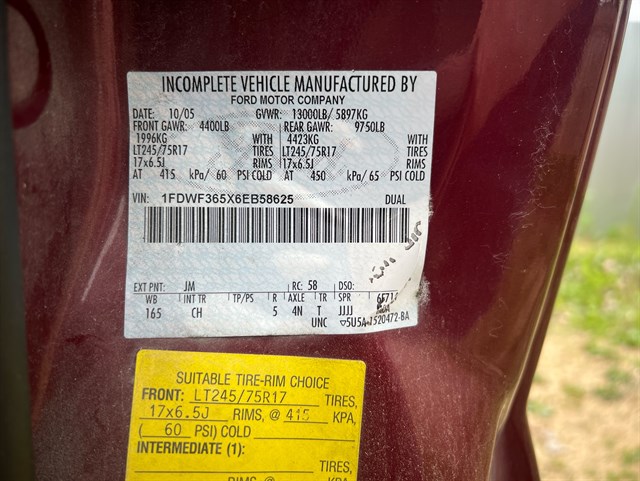 INCOMPLETE VEHICLE MANUFACTURED BY
FORD MOTOR COMPANY
DATE: 10/05 GVWR: 13000LB/ 5897KG
FRONT GAWR: 4400LB REAR GAWR: 9750LB
1996KG WITH 4423KG WITH
LT245/75R17 TIRES LT245/75R17 TIRES
17x6.5J RIMS 17x6.5J RIMS
AT 415 kPa/ 60 PSI COLD AT 450 kPa/ 65 PSI COLD
VIN: 1FDWF365X6EB58625 DUAL
EXT PNT: JM RC: 58 DSO:
WB INT TR TP/PS R AXLE TR SPR
165 CH 5 4N T JJJJ
UNC ▽5U5A-1520472-BA
SUITABLE TIRE-RIM CHOICE
FRONT: LT245/75R17 TIRES,
17x6.5J RIMS, @ 415 KPA,
( 60 PSI) COLD
INTERMEDIATE (1):
TIRES,